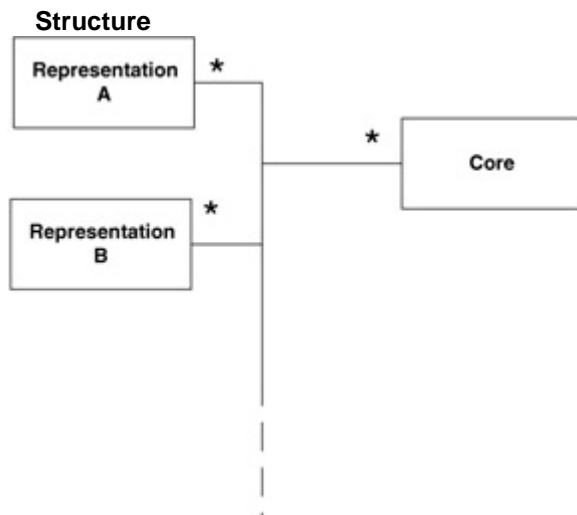 Structure
Representation
A
*
*
Core
*
Representation
B